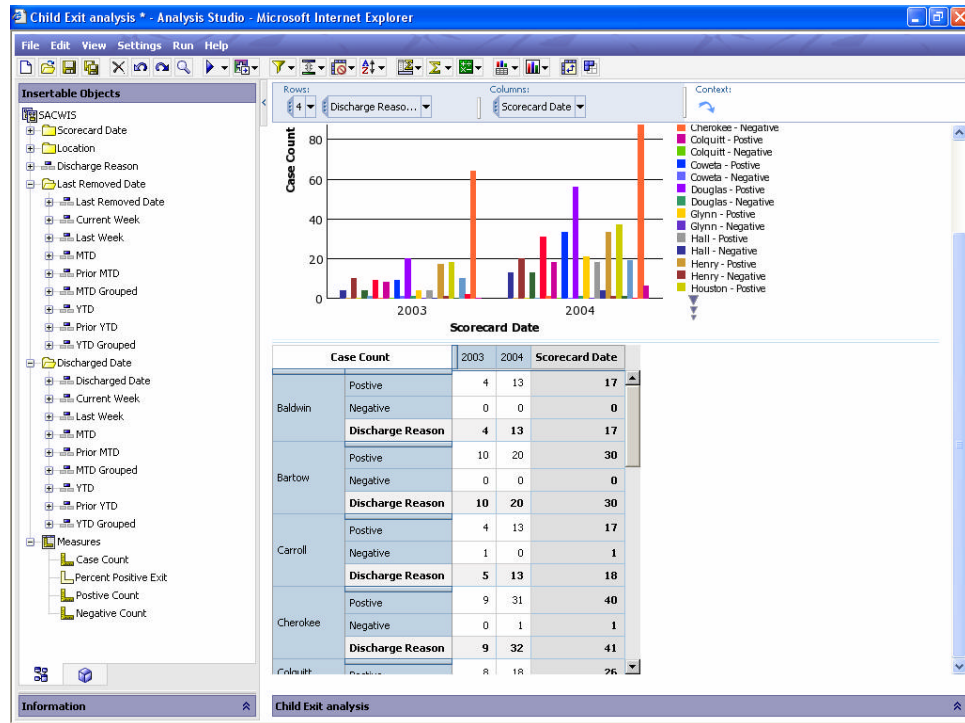 Child Exit analysis * - Analysis Studio - Microsoft Internet Explorer
File Edit View Settings Run Help
Insertable Objects
SACWIS
Scorecard Date
Location
Discharge Reason
Last Removed Date
Last Removed Date
Current Week
Last Week
MTD
Prior MTD
MTD Grouped
YTD
Prior YTD
YTD Grouped
Discharged Date
Discharged Date
Current Week
Last Week
MTD
Prior MTD
MTD Grouped
YTD
Prior YTD
YTD Grouped
Measures
Case Count
Percent Positive Exit
Postive Count
Negative Count
Information
Rows:
4 Discharge Reaso...
Columns:
Scorecard Date
Context:
Case Count
80
60
40
20
0
2003 2004
Scorecard Date
Cherokee - Negative
Colquitt - Postive
Colquitt - Negative
Coweta - Postive
Coweta - Negative
Douglas - Postive
Douglas - Negative
Glynn - Postive
Glynn - Negative
Hall - Postive
Hall - Negative
Henry - Postive
Henry - Negative
Houston - Postive
Case Count 2003 2004 Scorecard Date
Baldwin
Postive 4 13 17
Negative 0 0 0
Discharge Reason 4 13 17
Bartow
Postive 10 20 30
Negative 0 0 0
Discharge Reason 10 20 30
Carroll
Postive 4 13 17
Negative 1 0 1
Discharge Reason 5 13 18
Cherokee
Postive 9 31 40
Negative 0 1 1
Discharge Reason 9 32 41
Colquitt Postive 8 18 26
Child Exit analysis